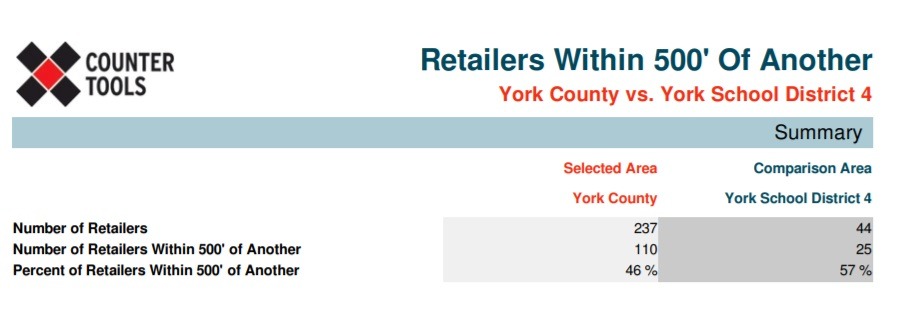 COUNTER
TOOLS
Retailers Within 500' Of Another
York County vs. York School District 4
Summary
Selected Area Comparison Area
York County York School District 4
Number of Retailers 237 44
Number of Retailers Within 500' of Another 110 25
Percent of Retailers Within 500' of Another 46 % 57 %